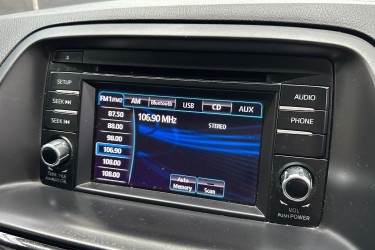 SETUP
SEEK
SEEK
FM1/FM2 AM Bluetooth USB CD AUX
87.50
88.00
98.00
106.90
108.00
108.00
106.90 MHz
STEREO
Auto
Memory
Scan
AUDIO
PHONE
VOL
PUSH POWER